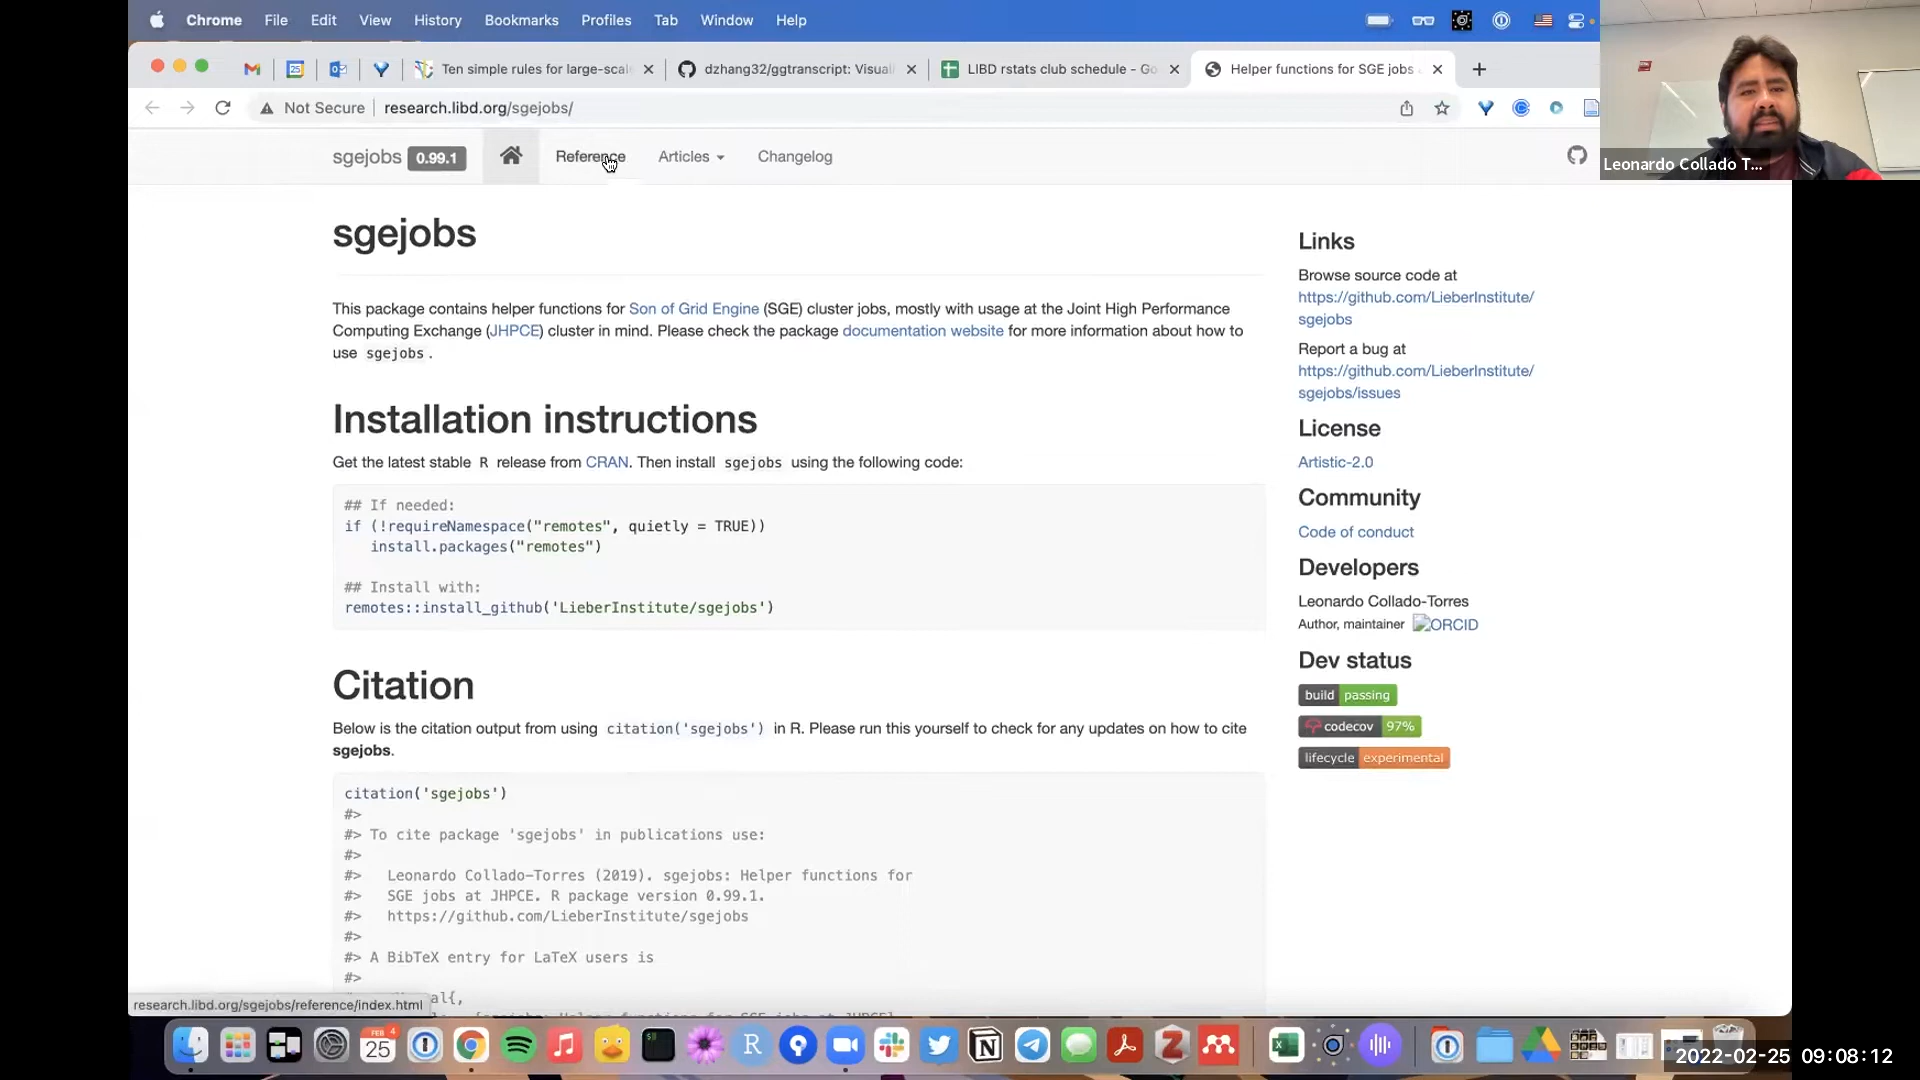 Chrome File Edit View History Bookmarks Profiles Tab Window Help
Ten simple rules for large-scal
dzhang32/ggtranscript: Visual
LIBD rstats club schedule - Go
Helper functions for SGE jobs
Not Secure research.libd.org/sgejobs/
sgejobs 0.99.1 Reference Articles Changelog
Leonardo Collado T...
sgejobs
This package contains helper functions for Son of Grid Engine (SGE) cluster jobs, mostly with usage at the Joint High Performance
Computing Exchange (JHPCE) cluster in mind. Please check the package documentation website for more information about how to
use sgejobs.
Installation instructions
Get the latest stable R release from CRAN. Then install sgejobs using the following code:
## If needed:
if (!requireNamespace("remotes", quietly = TRUE))
install.packages("remotes")
## Install with:
remotes::install_github('LieberInstitute/sgejobs')
Citation
Below is the citation output from using citation('sgejobs') in R. Please run this yourself to check for any updates on how to cite
sgejobs.
citation('sgejobs')
#>
#> To cite package 'sgejobs' in publications use:
#>
#> Leonardo Collado-Torres (2019). sgejobs: Helper functions for
#> SGE jobs at JHPCE. R package version 0.99.1.
#> https://github.com/LieberInstitute/sgejobs
#>
#> A BibTeX entry for LaTeX users is
#>
al{,
Links
Browse source code at
https://github.com/LieberInstitute/
sgejobs
Report a bug at
https://github.com/LieberInstitute/
sgejobs/issues
License
Artistic-2.0
Community
Code of conduct
Developers
Leonardo Collado-Torres
Author, maintainer ORCID
Dev status
build passing
codecov 97%
lifecycle experimental
research.libd.org/sgejobs/reference/index.html
FEB 4
25
2022-02-25 09:08:12